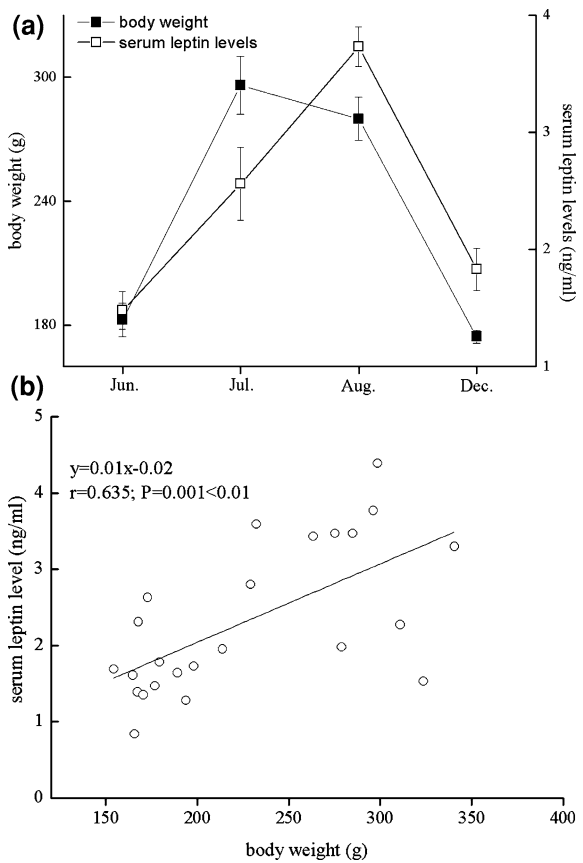 (a)
body weight
serum leptin levels
body weight (g)
300
240
180
4
3
2
1
serum leptin
levels (ng/ml)
Jun. Jul. Aug. Dec.
(b)
y=0.01x-0.02
r=0.635; P=0.001<0.01
serum leptin level (ng/ml)
5
4
3
2
1
0
150 200 250 300 350 400
body weight (g)